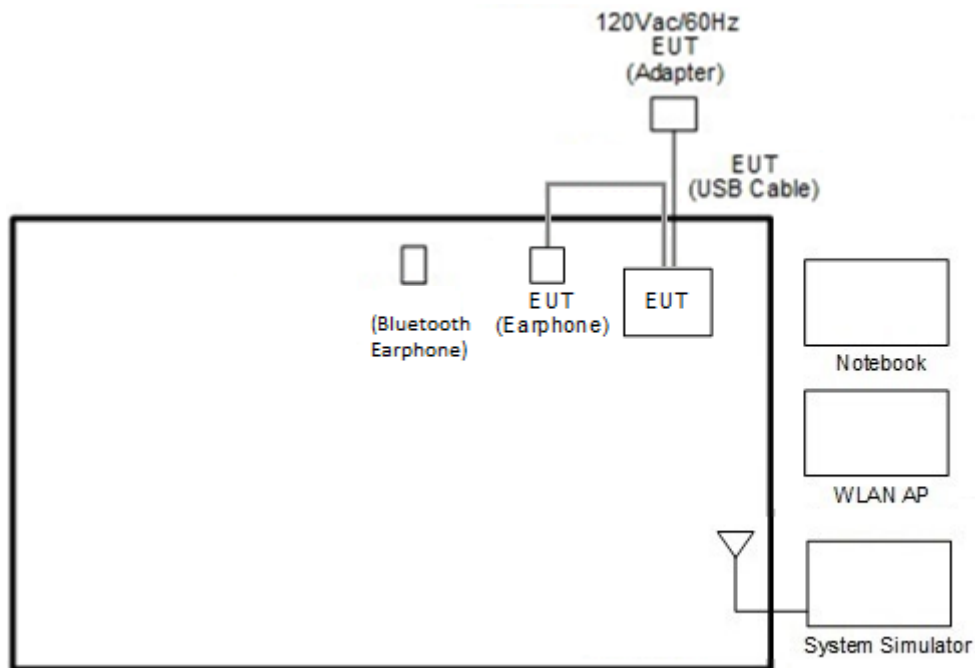 120Vac/60Hz
EUT
(Adapter)
EUT
(USB Cable)
EUT
(Earphone)
EUT
(Bluetooth
Earphone)
Notebook
WLAN AP
System Simulator